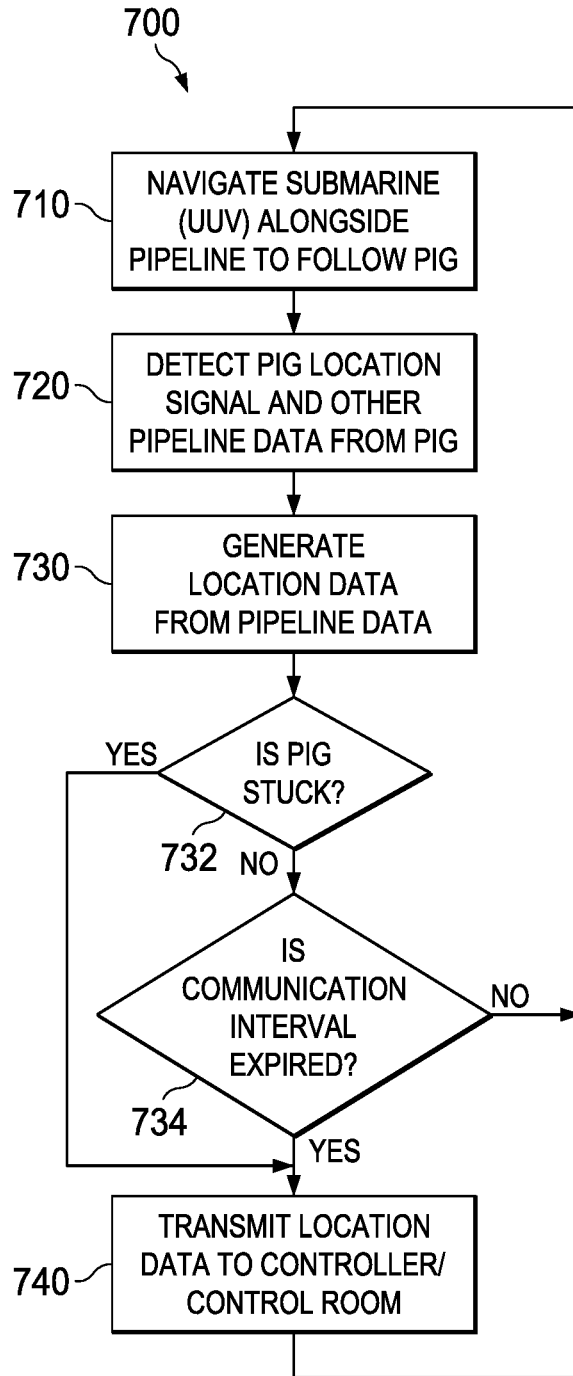 700
710
NAVIGATE SUBMARINE
(UUV) ALONGSIDE
PIPELINE TO FOLLOW PIG
720
DETECT PIG LOCATION
SIGNAL AND OTHER
PIPELINE DATA FROM PIG
730
GENERATE
LOCATION DATA
FROM PIPELINE DATA
YES
IS PIG
STUCK?
732
NO
IS
COMMUNICATION
INTERVAL
EXPIRED?
NO
734
YES
740
TRANSMIT LOCATION
DATA TO CONTROLLER/
CONTROL ROOM